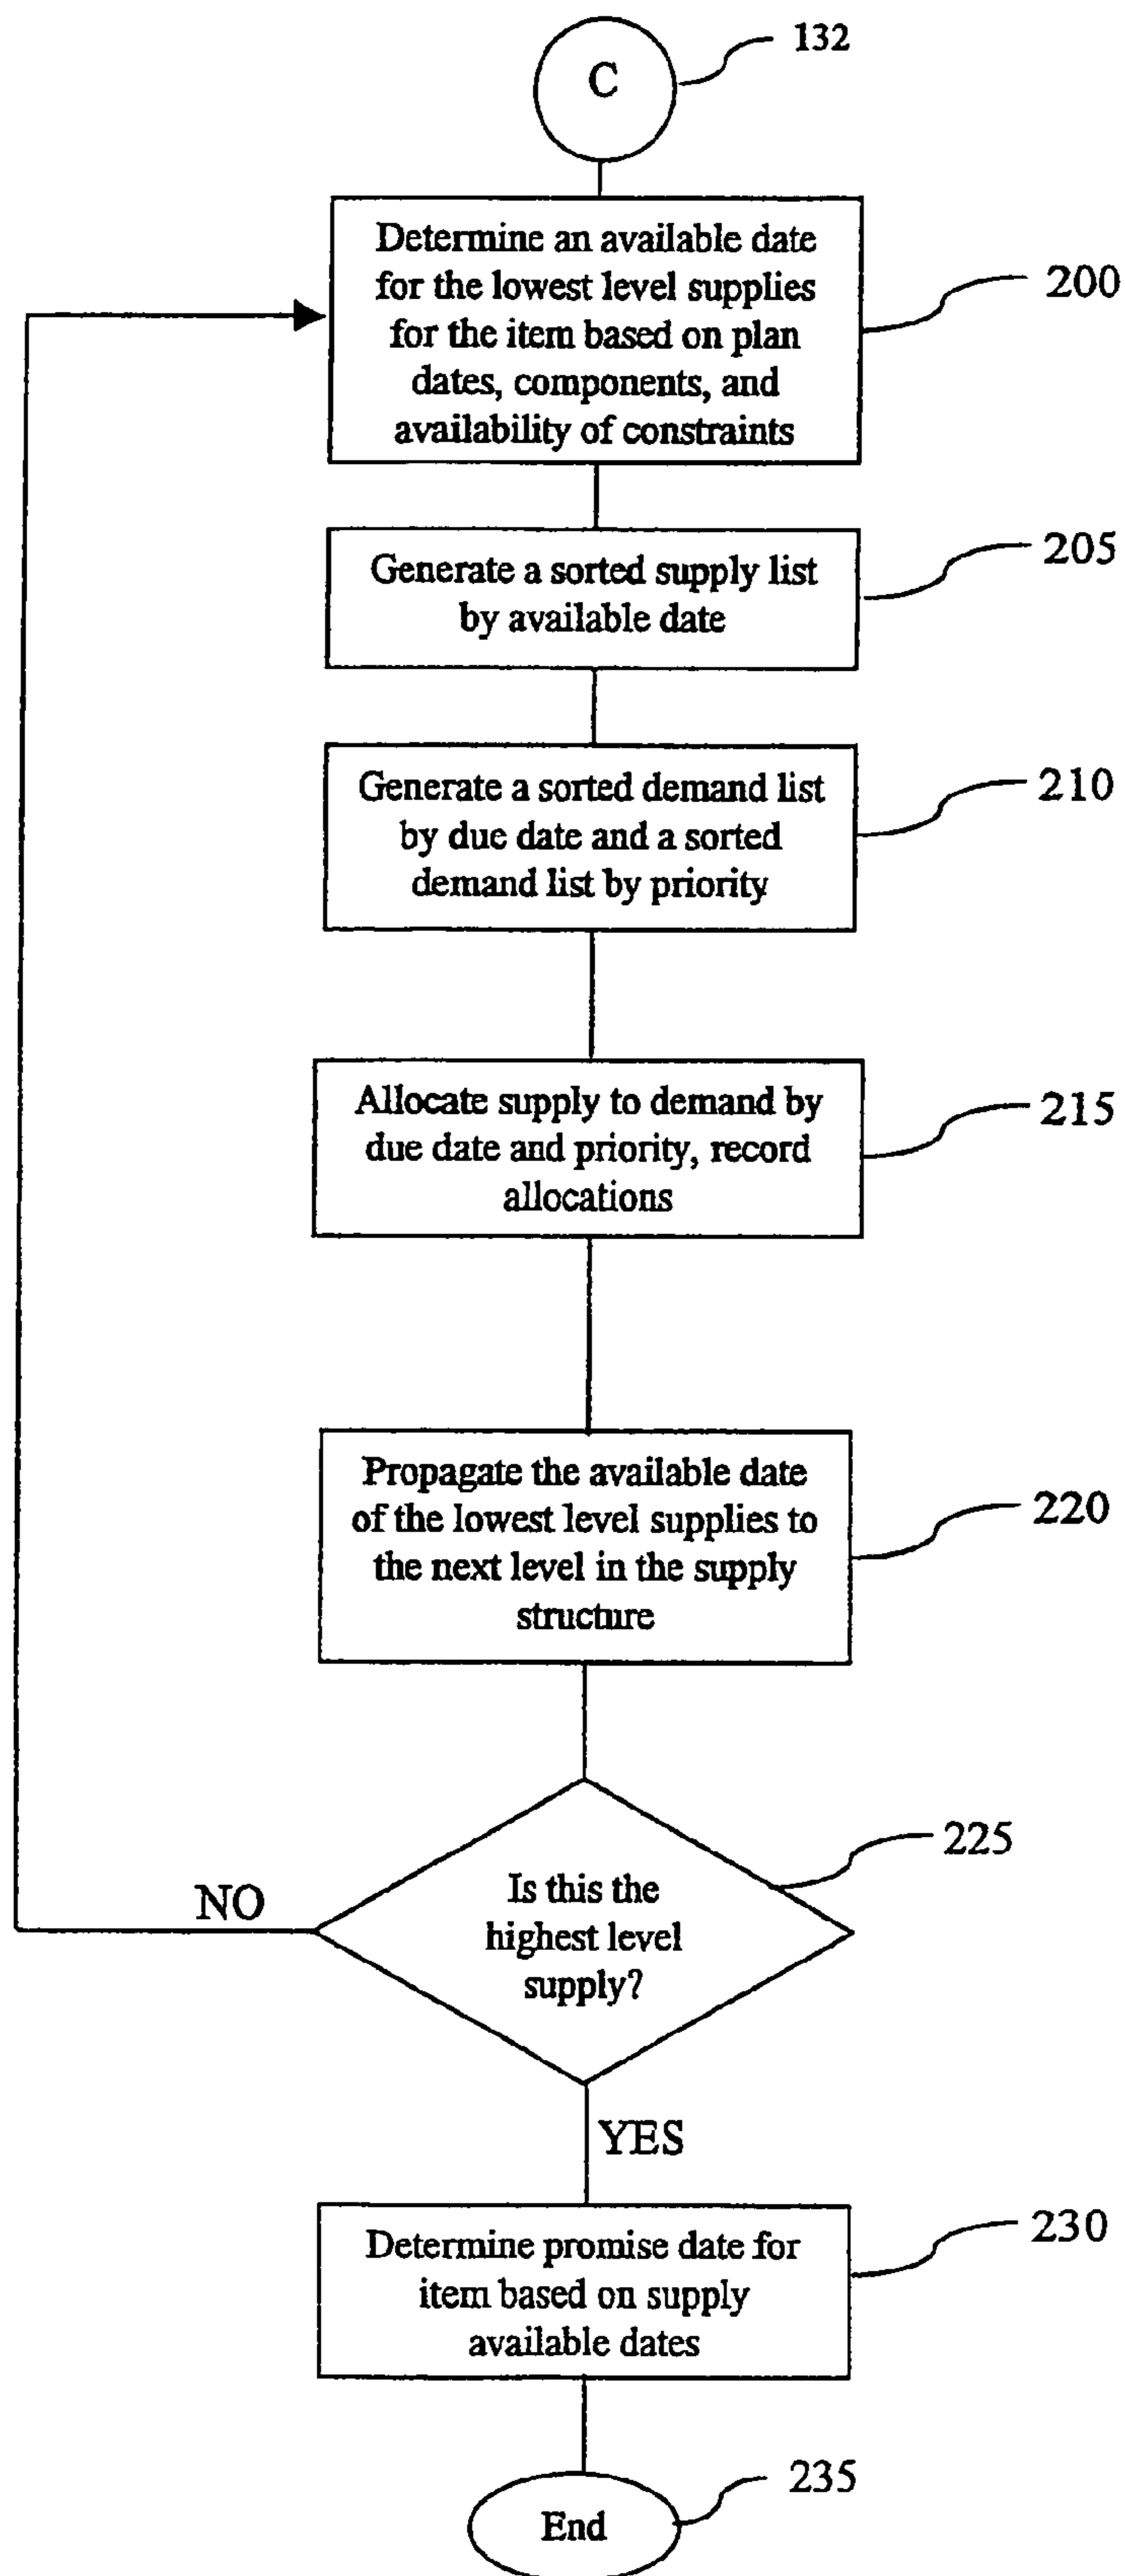 C
132
Determine an available date
for the lowest level supplies
for the item based on plan
dates, components, and
availability of constraints
200
Generate a sorted supply list
by available date
205
Generate a sorted demand list
by due date and a sorted
demand list by priority
210
Allocate supply to demand by
due date and priority, record
allocations
215
Propagate the available date
of the lowest level supplies to
the next level in the supply
structure
220
Is this the
highest level
supply?
225
NO
YES
Determine promise date for
item based on supply
available dates
230
End
235